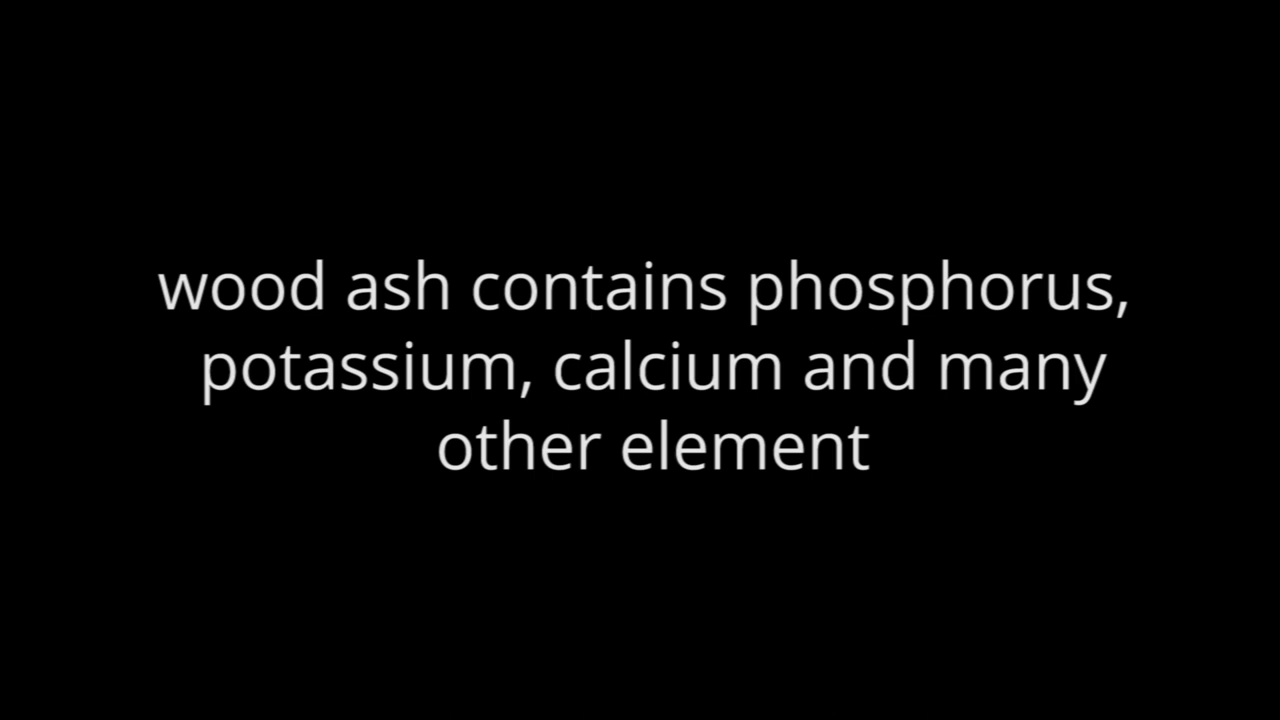 wood ash contains phosphorus,
potassium, calcium and many
other element